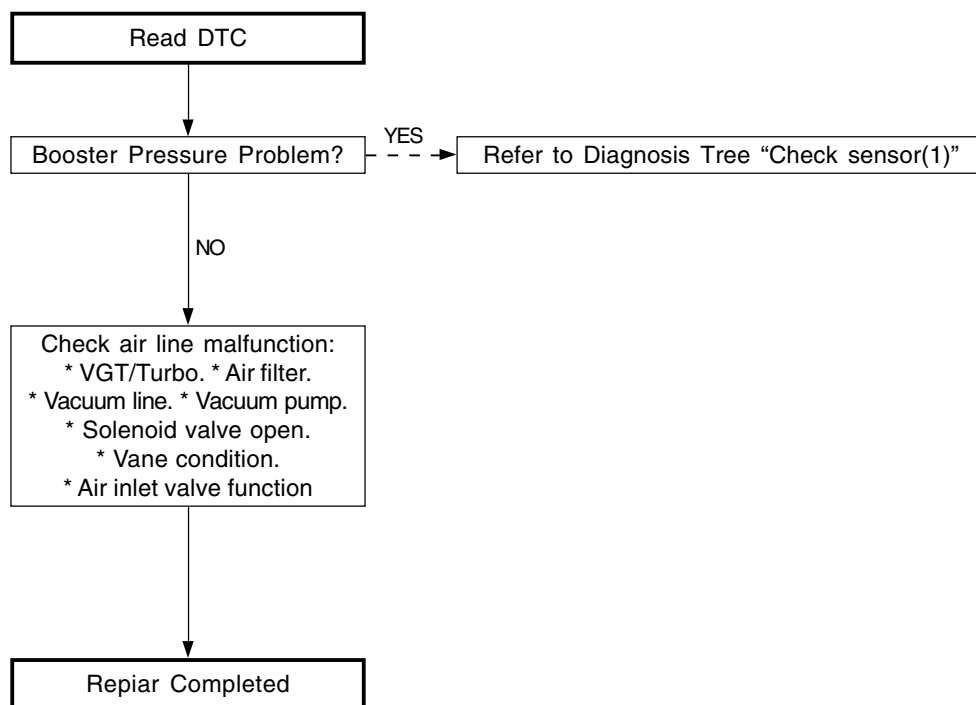 Read DTC
Booster Pressure Problem?
YES
Refer to Diagnosis Tree “Check sensor(1)”
NO
Check air line malfunction:
* VGT/Turbo. * Air filter.
* Vacuum line. * Vacuum pump.
* Solenoid valve open.
* Vane condition.
* Air inlet valve function
Repiar Completed